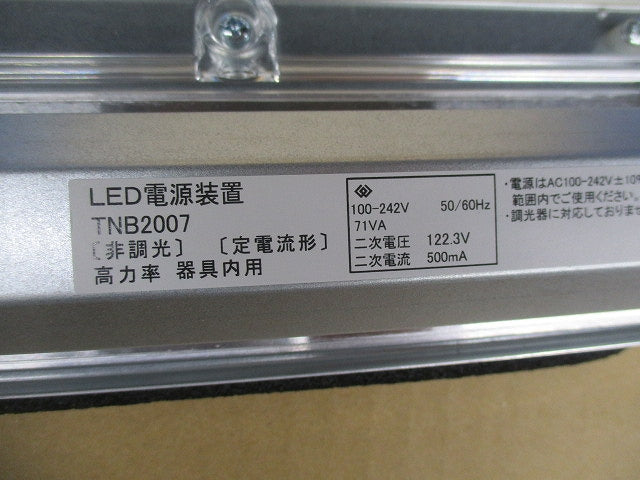 LED電源装置
TNB2007
〔非調光〕 〔定電流形〕
高力率 器具内用
100-242V 50/60Hz
71VA
二次電圧 122.3V
二次電流 500mA
・電源はAC100-242V±10%
範囲内でご使用ください。
・調光器に対応しておりませ